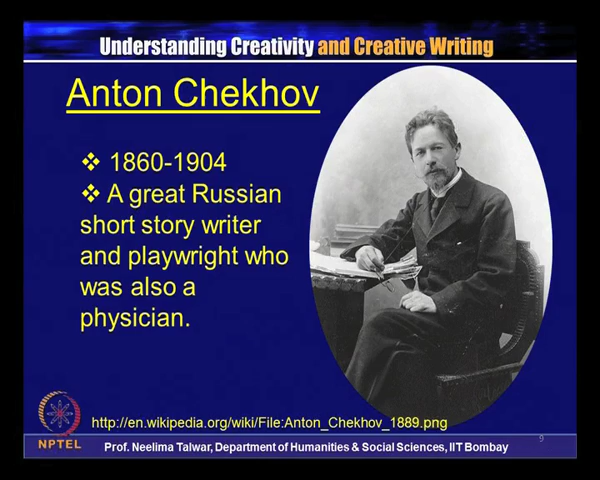 Understanding Creativity and Creative Writing
Anton Chekhov
❖ 1860-1904
❖ A great Russian
short story writer
and playwright who
was also a
physician.
http://en.wikipedia.org/wiki/File:Anton_Chekhov_1889.png
9
NPTEL
Prof. Neelima Talwar, Department of Humanities & Social Sciences, IIT Bombay